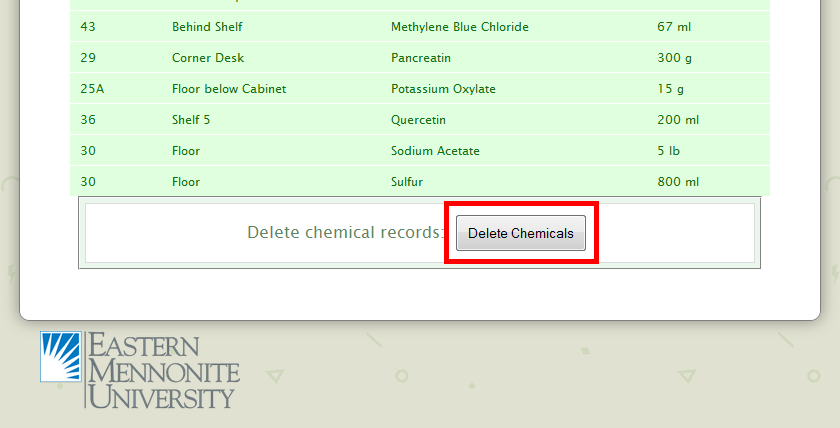 43 Behind Shelf Methylene Blue Chloride 67 ml
29 Corner Desk Pancreatin 300 g
25A Floor below Cabinet Potassium Oxylate 15 g
36 Shelf 5 Quercetin 200 ml
30 Floor Sodium Acetate 5 lb
30 Floor Sulfur 800 ml
Delete chemical records: Delete Chemicals
EASTERN
MENNONITE
UNIVERSITY